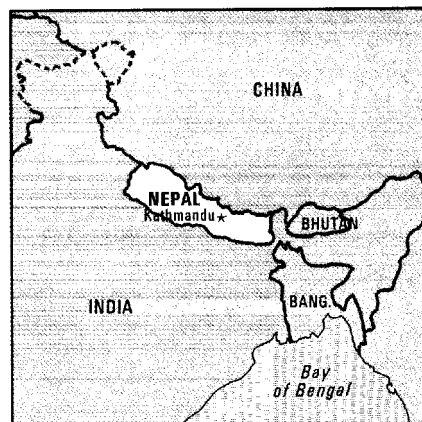 CHINA
NEPAL
Kathmandu
BHUTAN
INDIA
BANG.
Bay
of Bengal